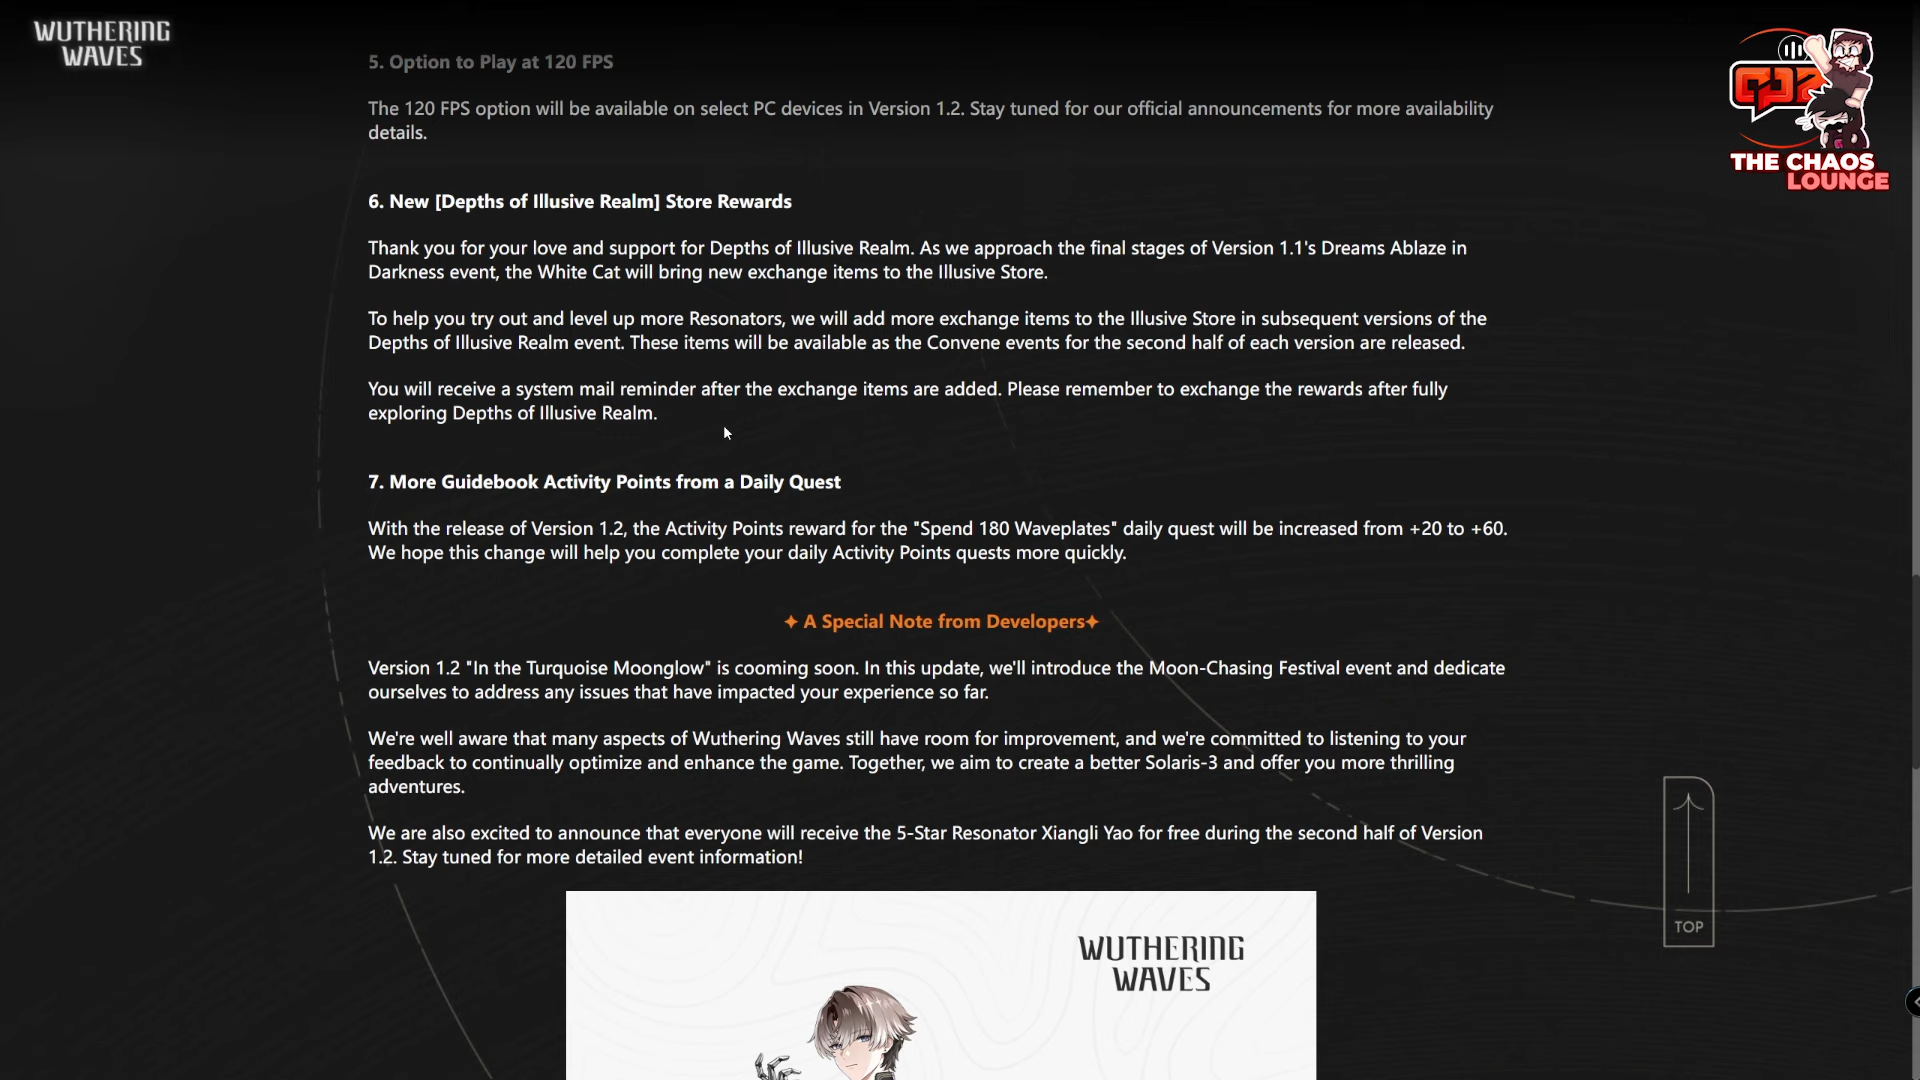 WUTHERING
WAVES
THE CHAOS
LOUNGE
5. Option to Play at 120 FPS
The 120 FPS option will be available on select PC devices in Version 1.2. Stay tuned for our official announcements for more availability
details.
6. New [Depths of Illusive Realm] Store Rewards
Thank you for your love and support for Depths of Illusive Realm. As we approach the final stages of Version 1.1's Dreams Ablaze in
Darkness event, the White Cat will bring new exchange items to the Illusive Store.
To help you try out and level up more Resonators, we will add more exchange items to the Illusive Store in subsequent versions of the
Depths of Illusive Realm event. These items will be available as the Convene events for the second half of each version are released.
You will receive a system mail reminder after the exchange items are added. Please remember to exchange the rewards after fully
exploring Depths of Illusive Realm.
7. More Guidebook Activity Points from a Daily Quest
With the release of Version 1.2, the Activity Points reward for the "Spend 180 Waveplates" daily quest will be increased from +20 to +60.
We hope this change will help you complete your daily Activity Points quests more quickly.
✦ A Special Note from Developers✦
Version 1.2 "In the Turquoise Moonglow" is cooming soon. In this update, we'll introduce the Moon-Chasing Festival event and dedicate
ourselves to address any issues that have impacted your experience so far.
We're well aware that many aspects of Wuthering Waves still have room for improvement, and we're committed to listening to your
feedback to continually optimize and enhance the game. Together, we aim to create a better Solaris-3 and offer you more thrilling
adventures.
We are also excited to announce that everyone will receive the 5-Star Resonator Xiangli Yao for free during the second half of Version
1.2. Stay tuned for more detailed event information!
TOP
WUTHERING
WAVES